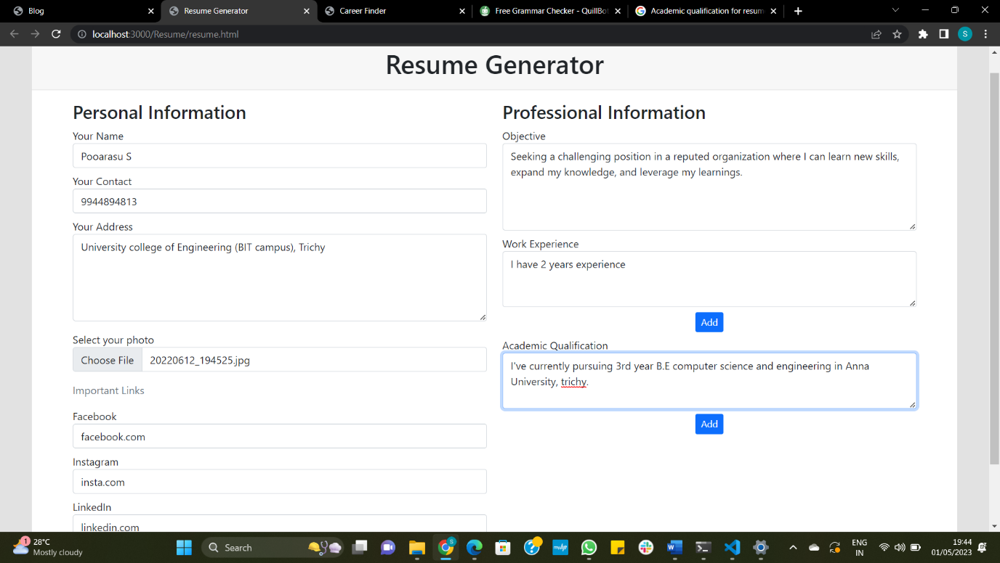 Blog
Resume Generator
Career Finder
Free Grammar Checker - QuillBot
Academic qualification for resum
localhost:3000/Resume/resume.html
S
Resume Generator
Personal Information
Your Name
Pooarasu S
Your Contact
9944894813
Your Address
University college of Engineering (BIT campus), Trichy
Select your photo
Choose File 20220612_194525.jpg
Important Links
Facebook
facebook.com
Instagram
insta.com
LinkedIn
linkedin.com
Professional Information
Objective
Seeking a challenging position in a reputed organization where I can learn new skills,
expand my knowledge, and leverage my learnings.
Work Experience
I have 2 years experience
Add
Academic Qualification
I've currently pursuing 3rd year B.E computer science and engineering in Anna
University, trichy.
Add
1
28°C
Mostly cloudy
Search
S
myhp
ENG
IN
19:44
01/05/2023